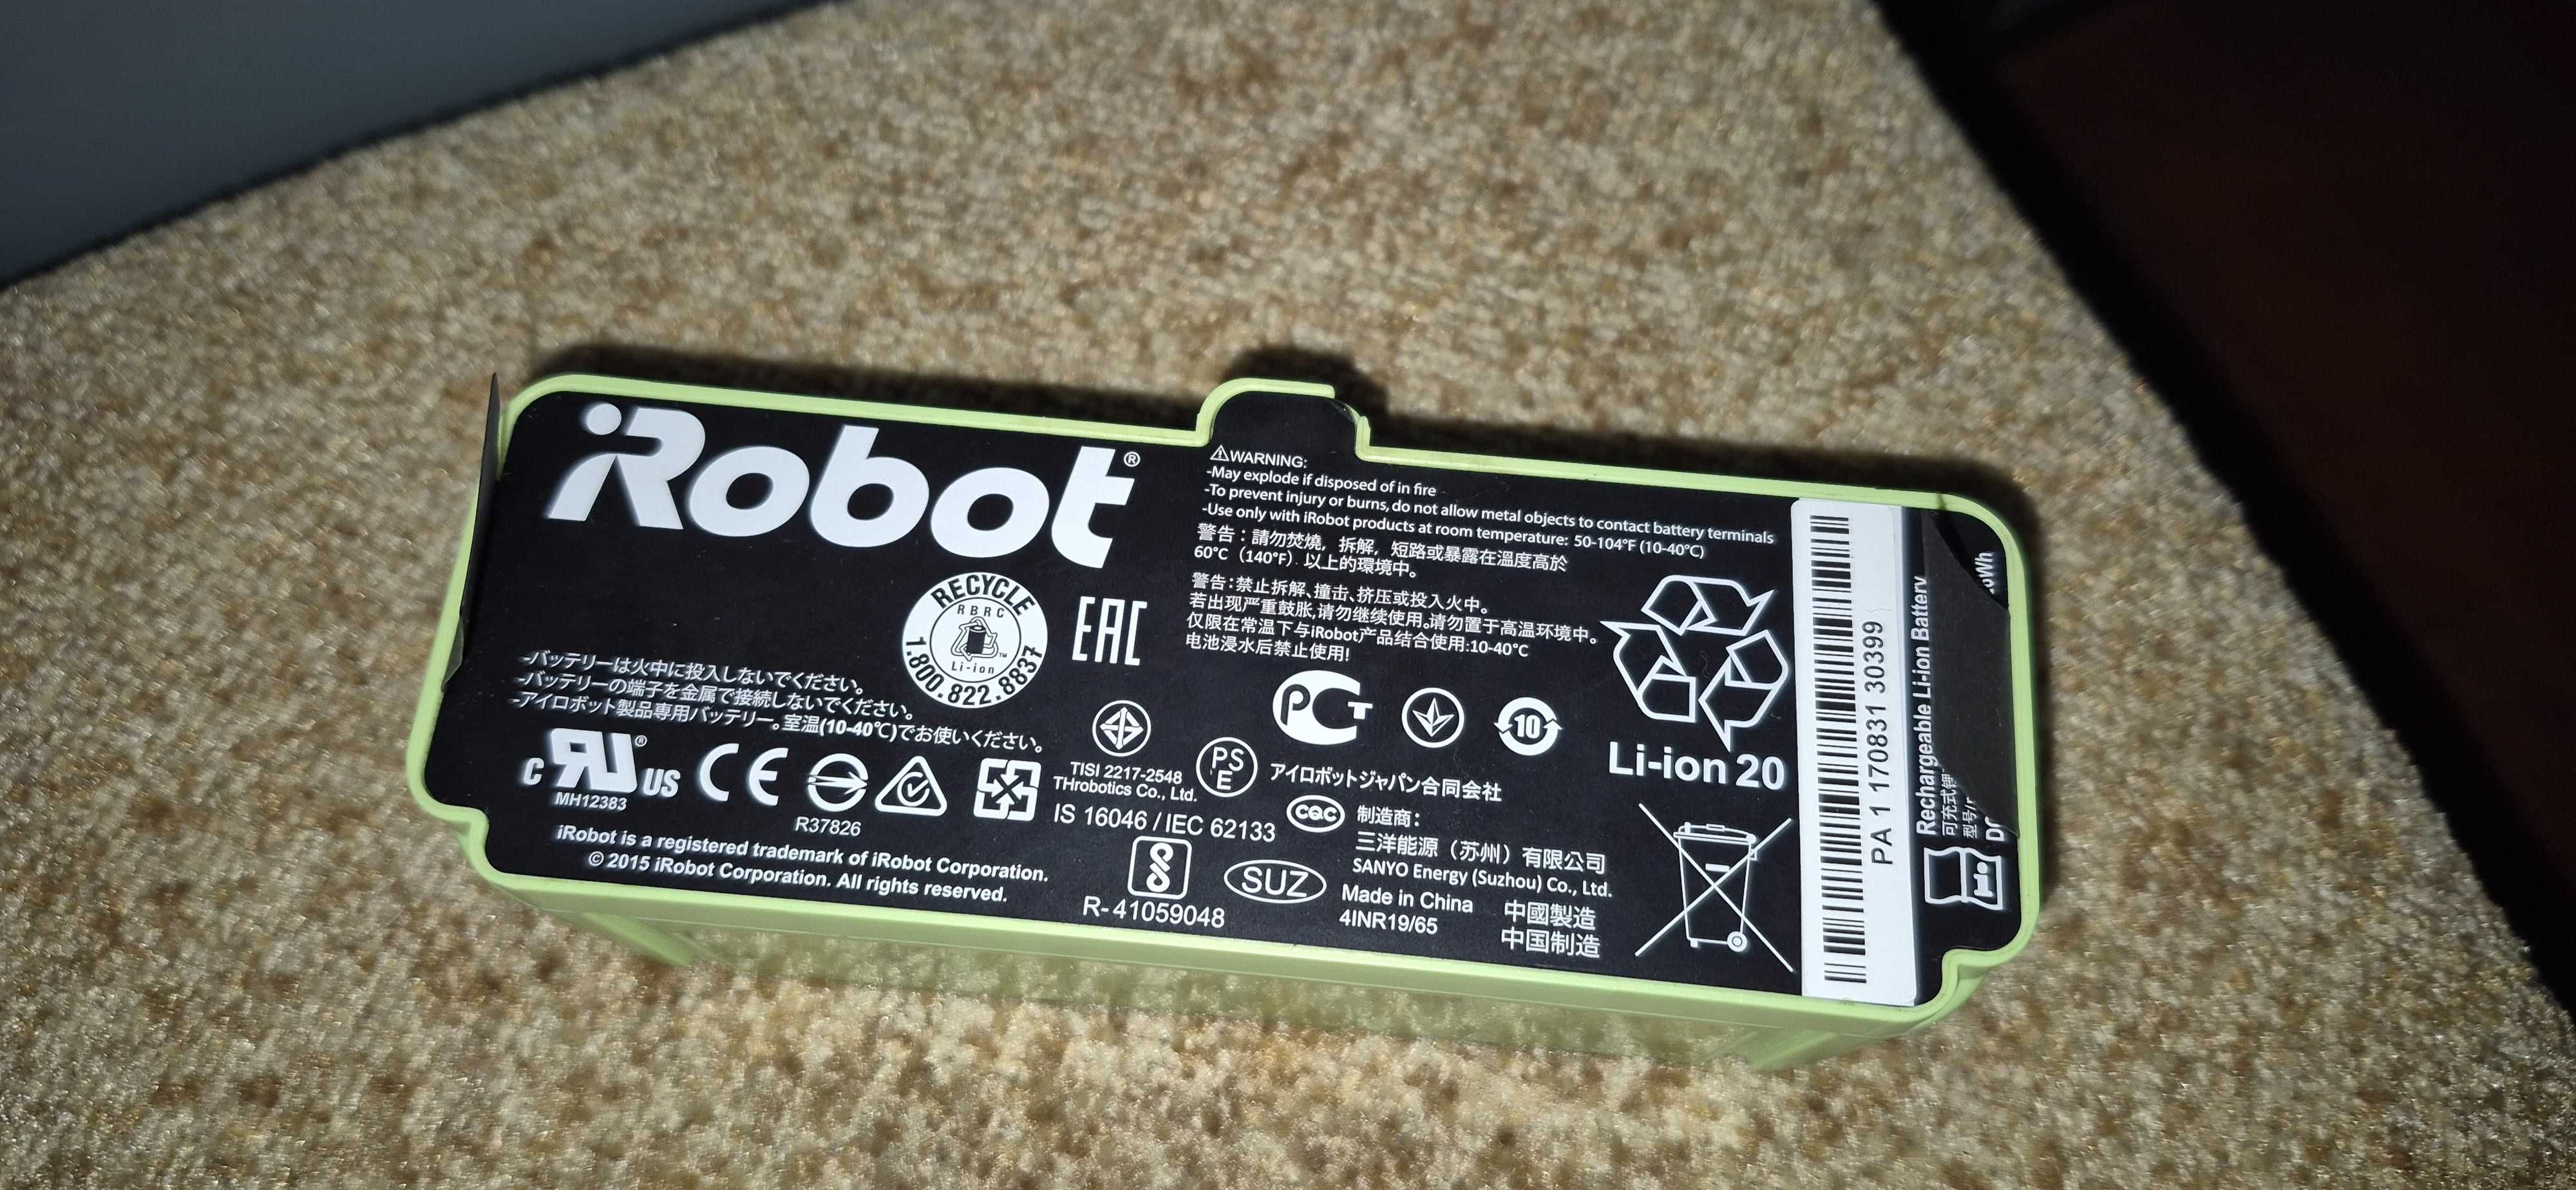 iRobot®
⚠WARNING:
-May explode if disposed of in fire
-To prevent injury or burns, do not allow metal objects to contact battery terminals
-Use only with iRobot products at room temperature: 50-104°F (10-40°C)
警告：請勿焚燒，拆解，短路或暴露在溫度高於
60°C（140°F）以上的環境中。
警告:禁止拆解、撞击、挤压或投入火中。
若出现严重鼓胀,请勿继续使用。请勿置于高温环境中。
仅限在常温下与iRobot产品结合使用:10-40°C
电池浸水后禁止使用!
RECYCLE
RBRC
Li-ion
TM
1.800.822.8837
EAC
-バッテリーは火中に投入しないでください。
-バッテリーの端子を金属で接続しないでください。
-アイロボット製品専用バッテリー。室温(10-40℃)でお使いください。
C RU® US
MH12383
CE
R37826
TISI 2217-2548
THrobotics Co., Ltd.
IS 16046 / IEC 62133
PS
E
PCT
10
アイロボットジャパン合同会社
CQC
制造商：
三洋能源（苏州）有限公司
SANYO Energy (Suzhou) Co., Ltd.
Made in China
4INR19/65
中國製造
中国制造
R-41059048
SUZ
iRobot is a registered trademark of iRobot Corporation.
© 2015 iRobot Corporation. All rights reserved.
Li-ion 20
PA 1 170831 30399
Rechargeable Li-ion Battery
可充式锂
型号/
Wh